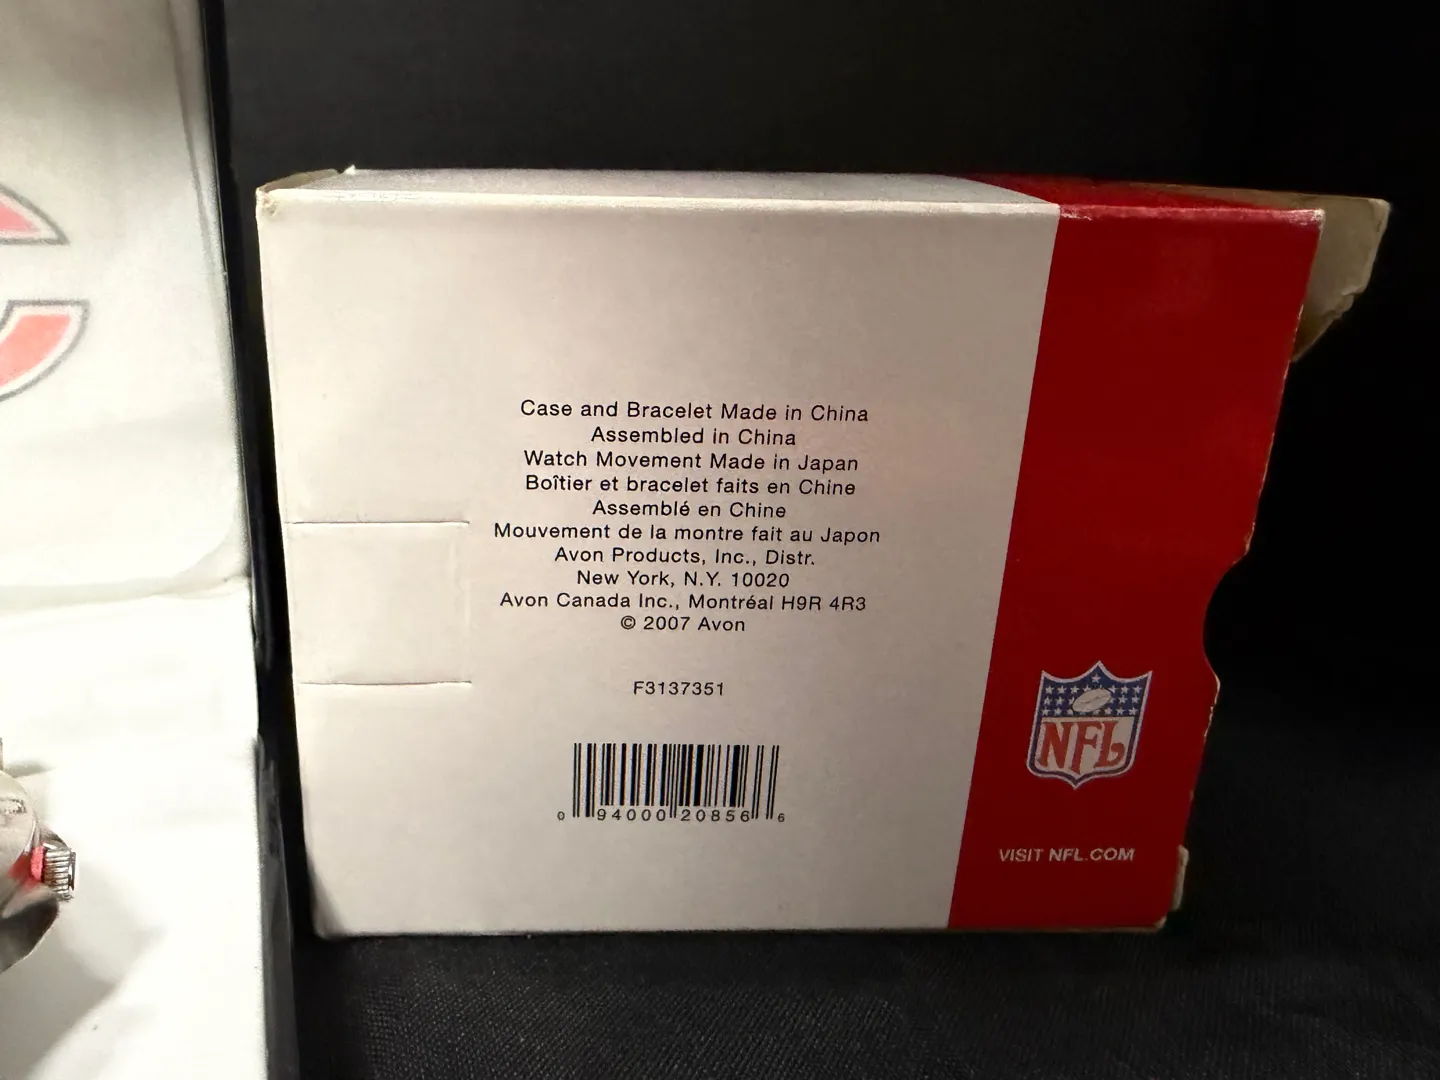 Case and Bracelet Made in China
Assembled in China
Watch Movement Made in Japan
Boîtier et bracelet faits en Chine
Assemblé en Chine
Mouvement de la montre fait au Japon
Avon Products, Inc., Distr.
New York, N.Y. 10020
Avon Canada Inc., Montréal H9R 4R3
© 2007 Avon
F3137351
0 94000 20856 6
NFL
VISIT NFL.COM